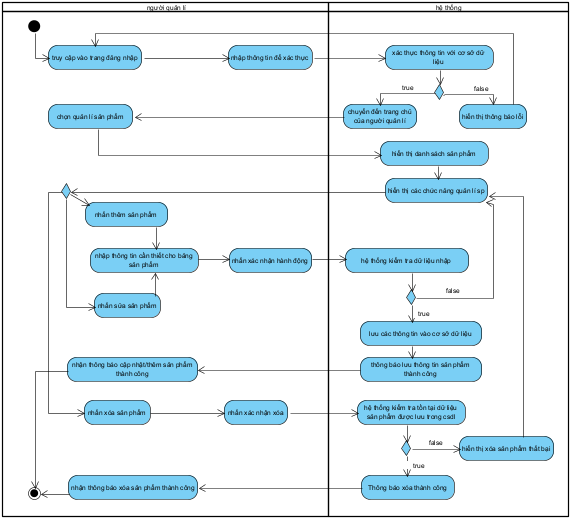 người quản lí
hệ thống
truy cập vào trang đăng nhập
nhập thông tin để xác thực
xác thực thông tin với cơ sở dữ
liệu
true
false
chọn quản lí sản phẩm
chuyển đến trang chủ
của người quản lí
hiển thị thông báo lỗi
hiển thị danh sách sản phẩm
hiển thị các chức năng quản lí sp
nhấn thêm sản phẩm
nhập thông tin cần thiết cho bảng
sản phẩm
nhấn xác nhận hành động
hệ thống kiểm tra dữ liệu nhập
false
nhấn sửa sản phẩm
true
lưu các thông tin vào cơ sở dữ liệu
nhận thông báo cập nhật/thêm sản phẩm
thành công
thông báo lưu thông tin sản phẩm
thành công
nhấn xóa sản phẩm
nhấn xác nhận xóa
hệ thống kiểm tra tồn tại dữ liệu
sản phẩm được lưu trong csdl
false
hiển thị xóa sản phẩm thất bại
true
nhận thông báo xóa sản phẩm thành công
Thông báo xóa thành công